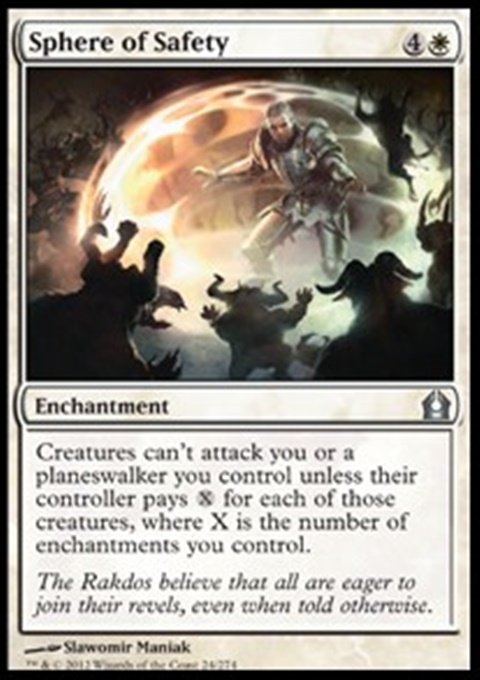 Sphere of Safety 4
Enchantment
Creatures can't attack you or a
planeswalker you control unless their
controller pays X for each of those
creatures, where X is the number of
enchantments you control.
The Rakdos believe that all are eager to
join their revels, even when told otherwise.
Slawomir Maniak
™ & © 2012 Wizards of the Coast 24/274